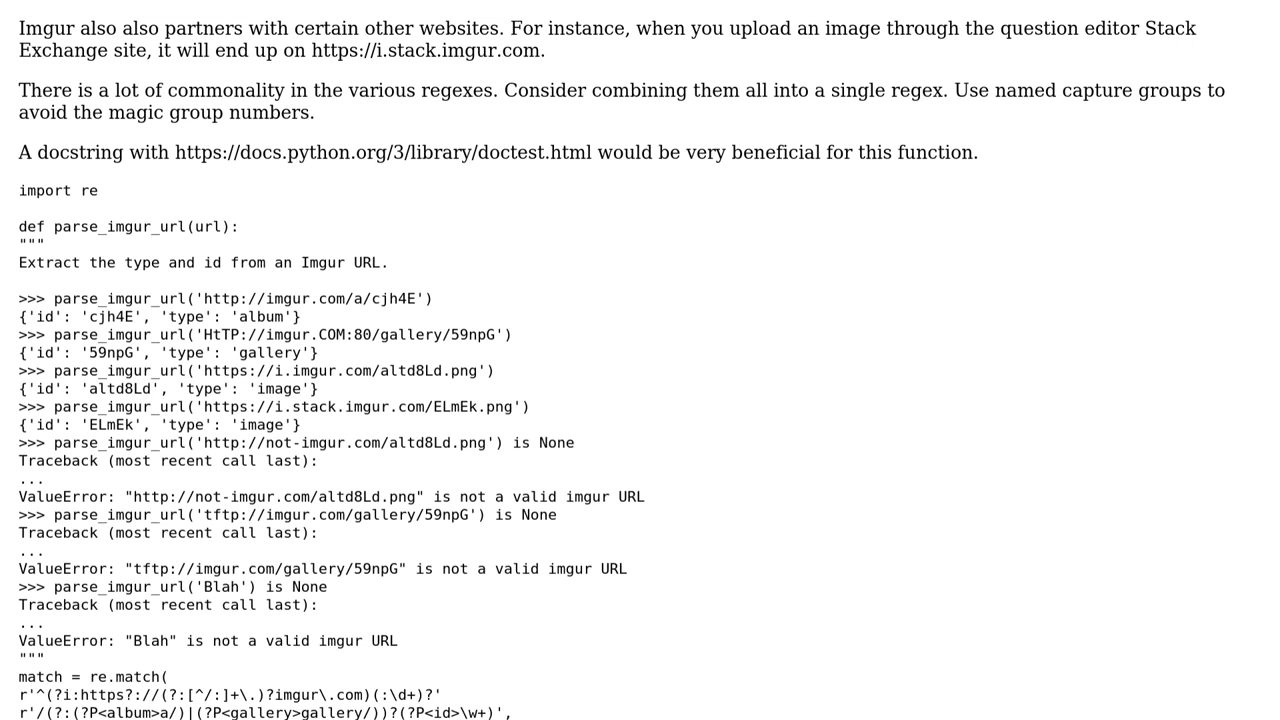 Imgur also also partners with certain other websites. For instance, when you upload an image through the question editor Stack
Exchange site, it will end up on https://i.stack.imgur.com.
There is a lot of commonality in the various regexes. Consider combining them all into a single regex. Use named capture groups to
avoid the magic group numbers.
A docstring with https://docs.python.org/3/library/doctest.html would be very beneficial for this function.
import re
def parse_imgur_url(url):
"""
Extract the type and id from an Imgur URL.
>>> parse_imgur_url('http://imgur.com/a/cjh4E')
{'id': 'cjh4E', 'type': 'album'}
>>> parse_imgur_url('HtTP://imgur.COM:80/gallery/59npG')
{'id': '59npG', 'type': 'gallery'}
>>> parse_imgur_url('https://i.imgur.com/altd8Ld.png')
{'id': 'altd8Ld', 'type': 'image'}
>>> parse_imgur_url('https://i.stack.imgur.com/ELmEk.png')
{'id': 'ELmEk', 'type': 'image'}
>>> parse_imgur_url('http://not-imgur.com/altd8Ld.png') is None
Traceback (most recent call last):
...
ValueError: "http://not-imgur.com/altd8Ld.png" is not a valid imgur URL
>>> parse_imgur_url('tftp://imgur.com/gallery/59npG') is None
Traceback (most recent call last):
...
ValueError: "tftp://imgur.com/gallery/59npG" is not a valid imgur URL
>>> parse_imgur_url('Blah') is None
Traceback (most recent call last):
...
ValueError: "Blah" is not a valid imgur URL
"""
match = re.match(
r'^(?i:https?://(?:[^/:]+\.)?imgur\.com)(:\d+)?'
r'/(?:(?P<album>a/)|(?P<gallery>gallery/))?(?P<id>\w+)',